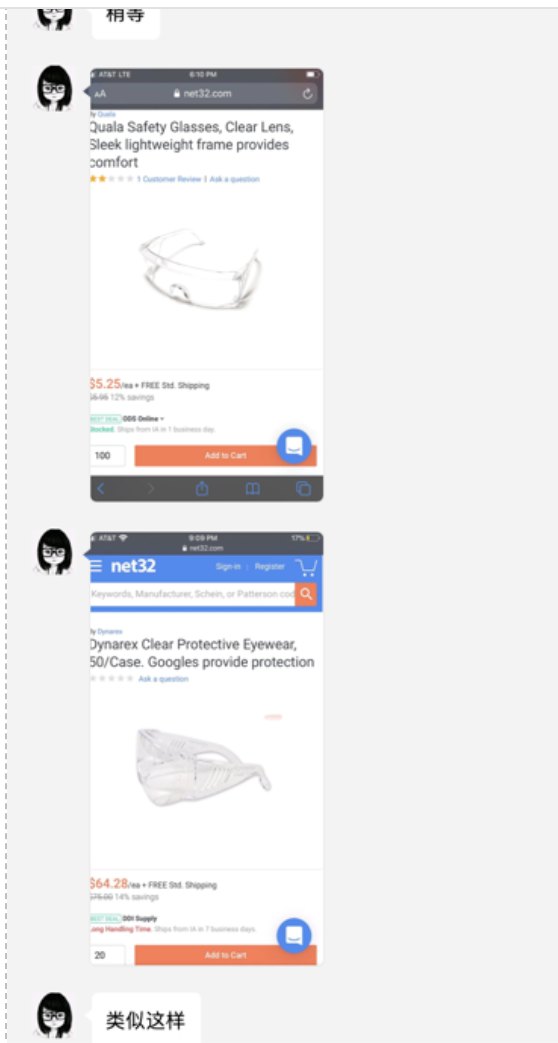 稍等
AT&T LTE 6:10 PM
AA net32.com
By Quala
Quala Safety Glasses, Clear Lens,
Sleek lightweight frame provides
comfort
1 Customer Review | Ask a question
$5.25/ea + FREE Std. Shipping
$5.95 12% savings
BEST DEAL DDS Online
Stocked. Ships from IA in 1 business day.
100 Add to Cart
AT&T 9:09 PM 17%
net32.com
net32 Sign-in | Register
Keywords, Manufacturer, Schein, or Patterson cod
By Dynarex
Dynarex Clear Protective Eyewear,
50/Case. Googles provide protection
Ask a question
$64.28/ea + FREE Std. Shipping
$75.00 14% savings
BEST DEAL DDI Supply
Long Handling Time. Ships from IA in 7 business days.
20 Add to Cart
类似这样